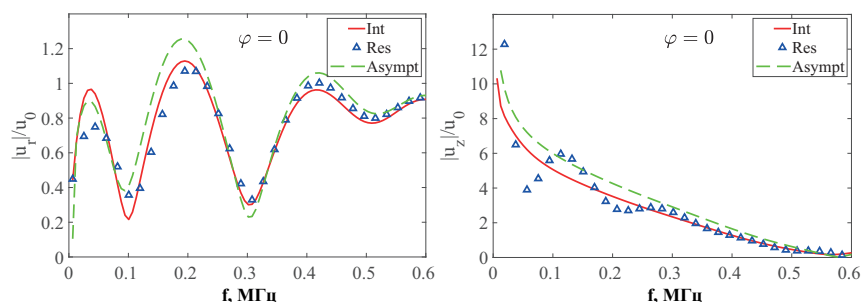 φ = 0
Int
Res
Asympt
|u_r|/u_0
1.2
1
0.8
0.6
0.4
0.2
0
0 0.1 0.2 0.3 0.4 0.5 0.6
f, МГц
φ = 0
Int
Res
Asympt
|u_z|/u_0
12
10
8
6
4
2
0
0 0.1 0.2 0.3 0.4 0.5 0.6
f, МГц